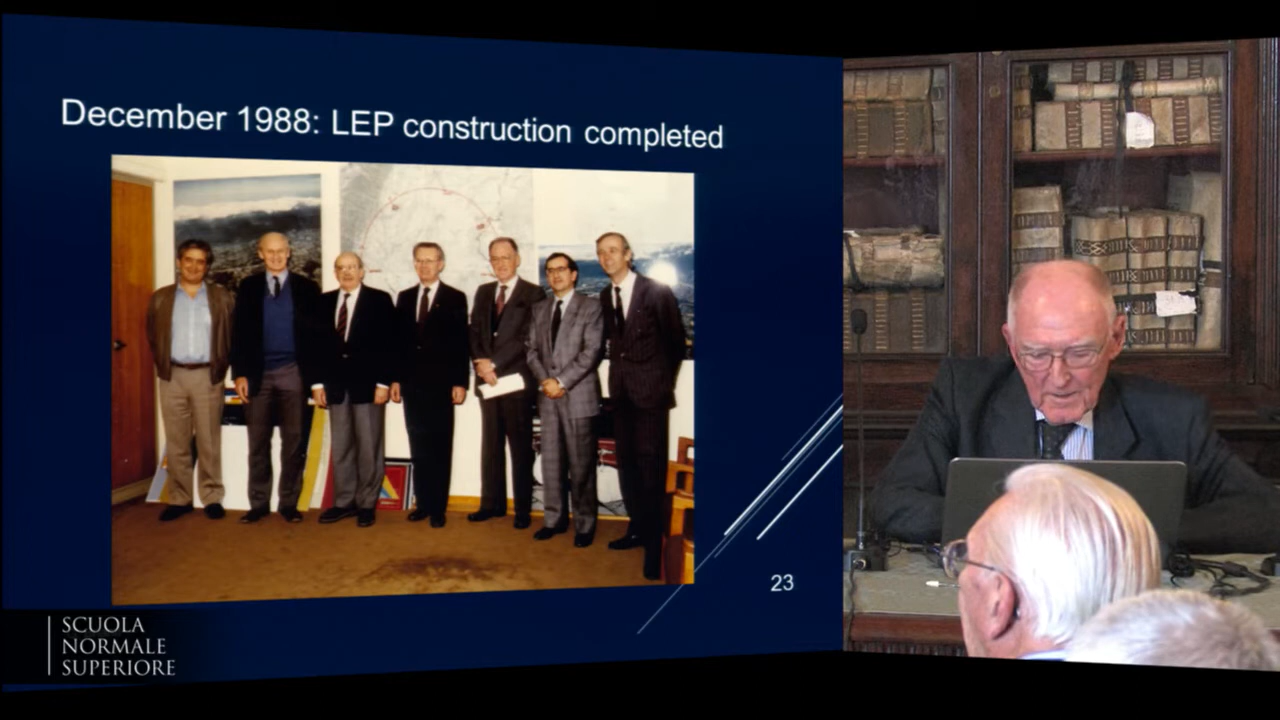 December 1988: LEP construction completed
23
SCUOLA
NORMALE
SUPERIORE